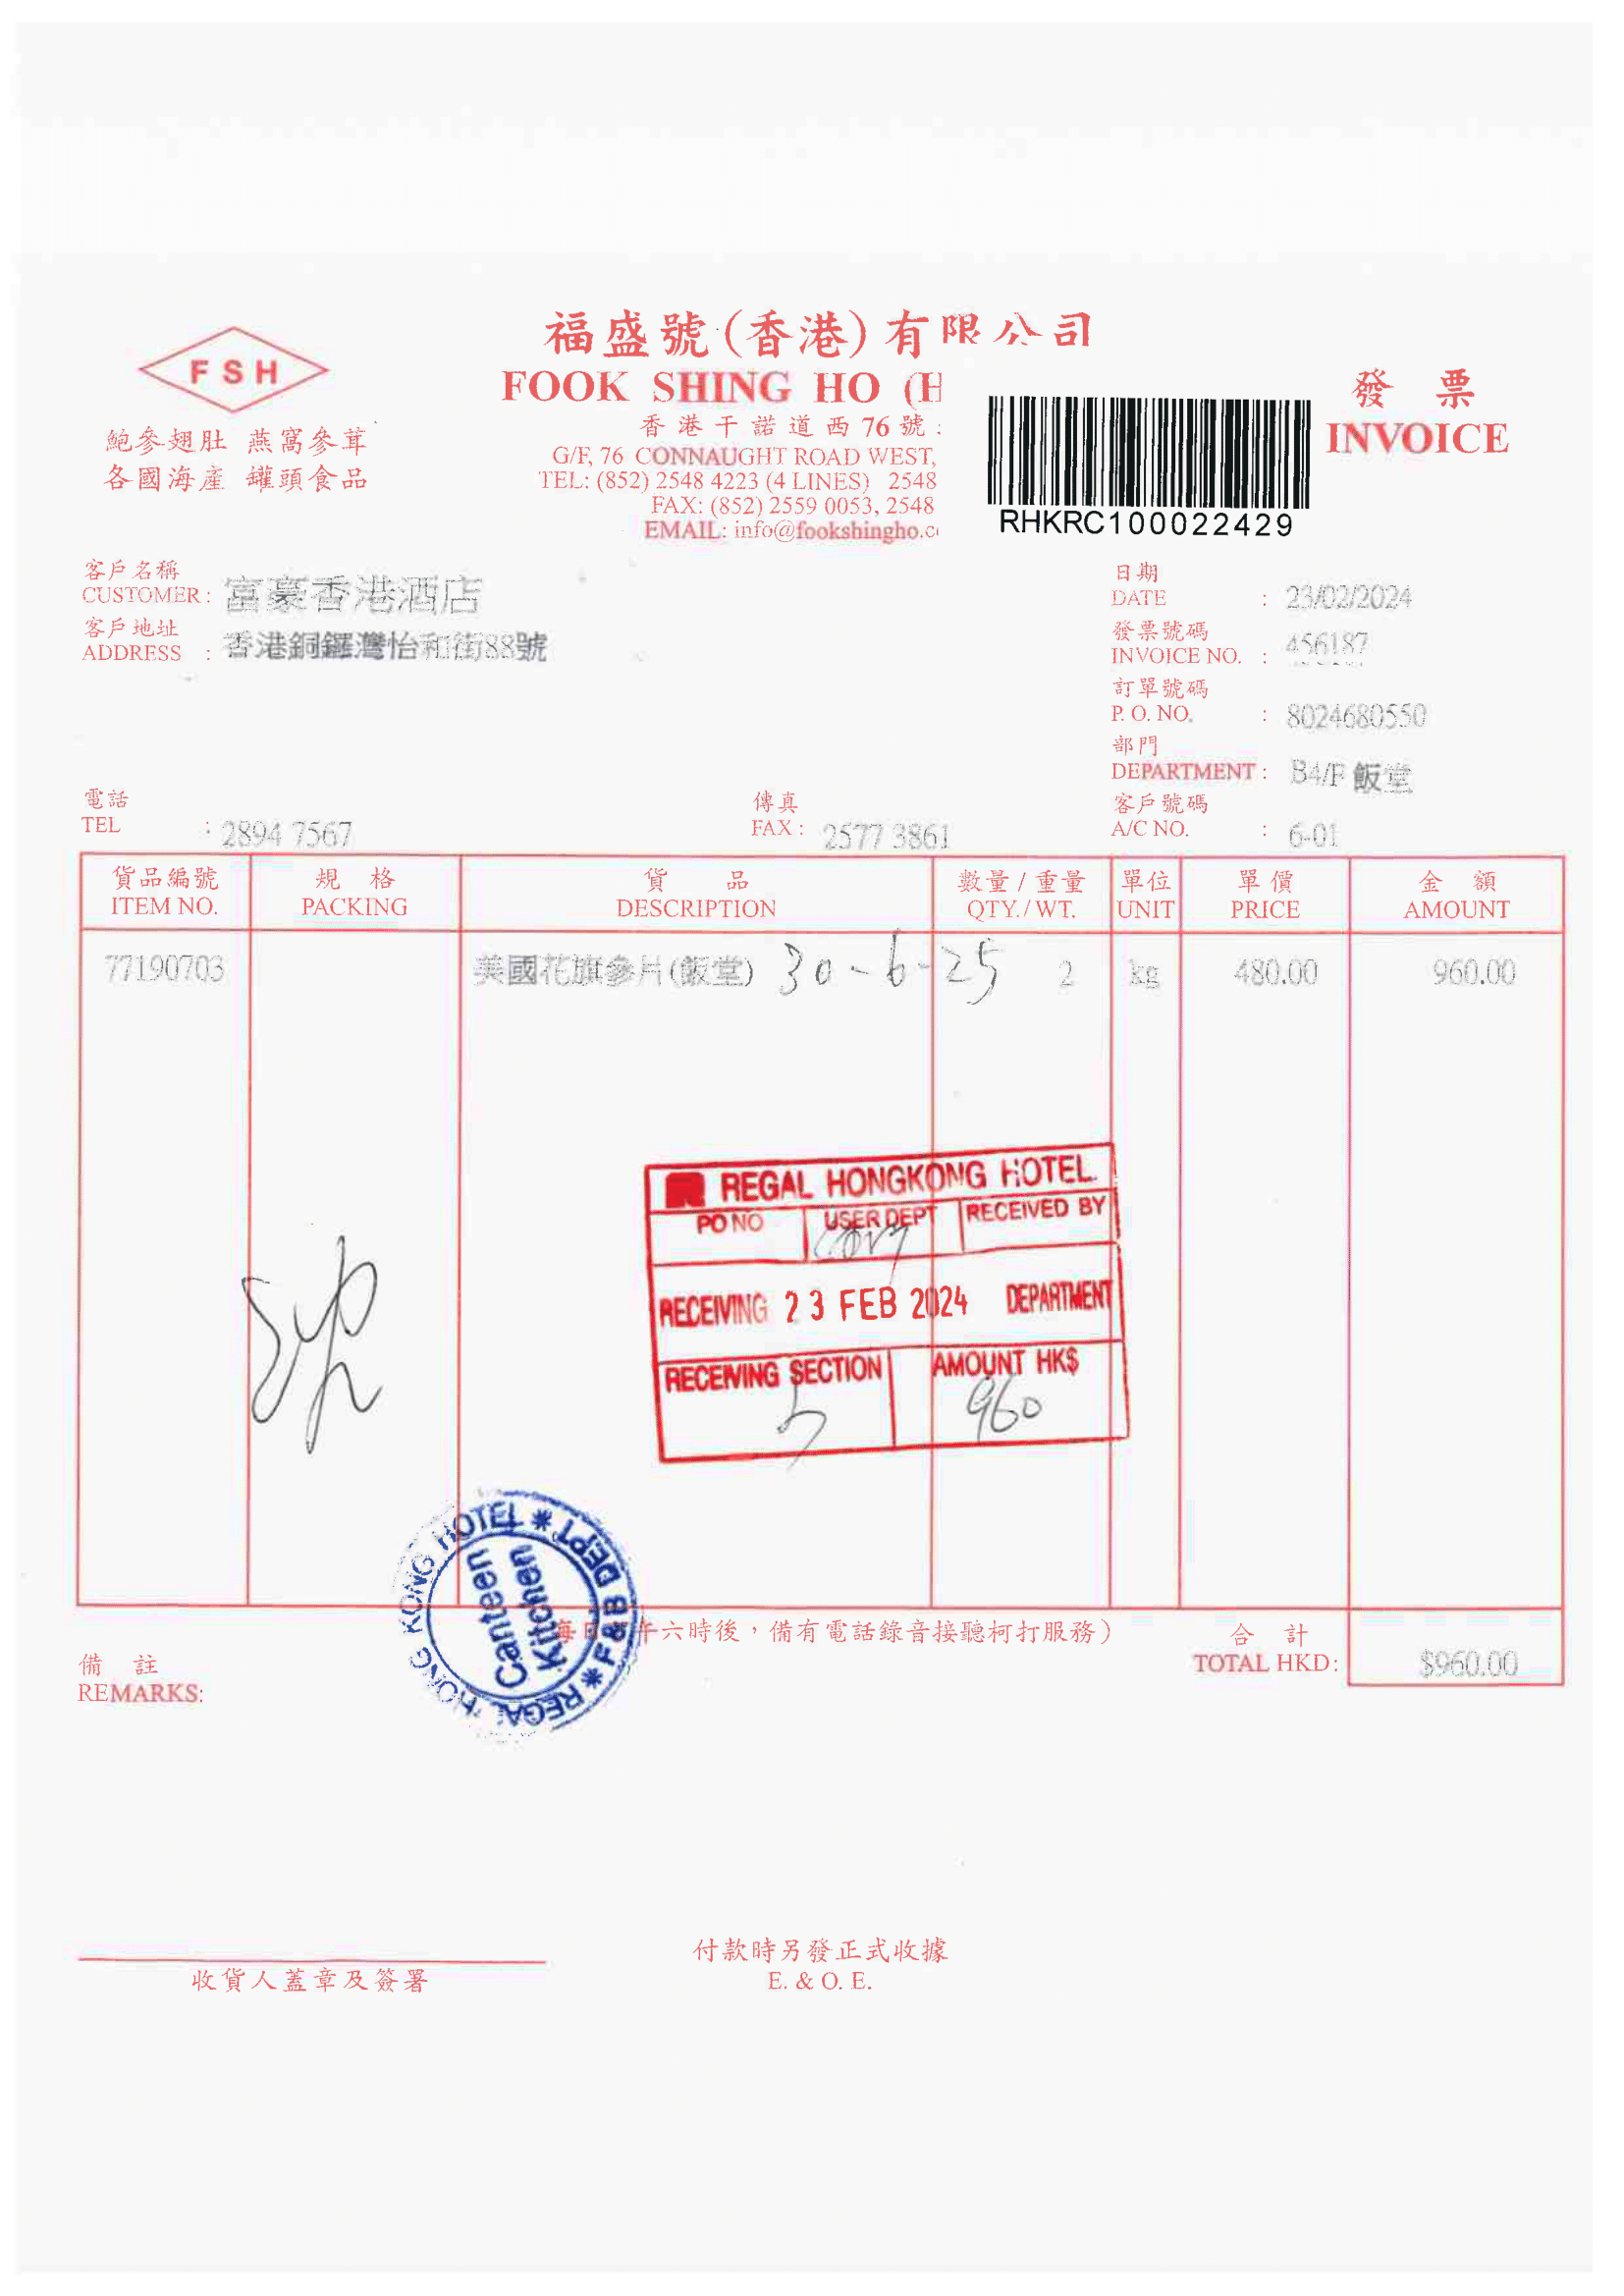 福盛號(香港)有限公司
FSH
FOOK SHING HO (H
發票
INVOICE
香港干諾道西76號:
鮑參翅肚 燕窩參茸
G/F, 76 CONNAUGHT ROAD WEST,
各國海產 罐頭食品
TEL: (852) 2548 4223 (4 LINES) 2548
FAX: (852) 2559 0053, 2548
EMAIL: info@fookshingho.c
RHKRC100022429
客戶名稱
CUSTOMER: 富豪香港酒店
日期
DATE : 23/02/2024
客戶地址
ADDRESS : 香港銅鑼灣怡和街88號
發票號碼
INVOICE NO. : 456187
訂單號碼
P. O. NO. : 8024680550
部門
DEPARTMENT : B4/F 飯堂
電話
TEL : 2894 7567
傳真
FAX : 2577 3861
客戶號碼
A/C NO. : 6-01
貨品編號 規格 貨品 數量/重量 單位 單價 金額
ITEM NO. PACKING DESCRIPTION QTY./WT. UNIT PRICE AMOUNT
77190703 美國花旗參片(飯堂) 30-6-25 2 kg 480.00 960.00
REGAL HONGKONG HOTEL
PO NO USER DEPT RECEIVED BY
RECEIVING 23 FEB 2024 DEPARTMENT
RECEIVING SECTION AMOUNT HK$
960
REGAL HONG KONG HOTEL * F&B DEPT *
Canteen
Kitchen
午六時後，備有電話錄音接聽柯打服務）
合計
TOTAL HKD: $960.00
備註
REMARKS:
付款時另發正式收據
E. & O. E.
收貨人蓋章及簽署